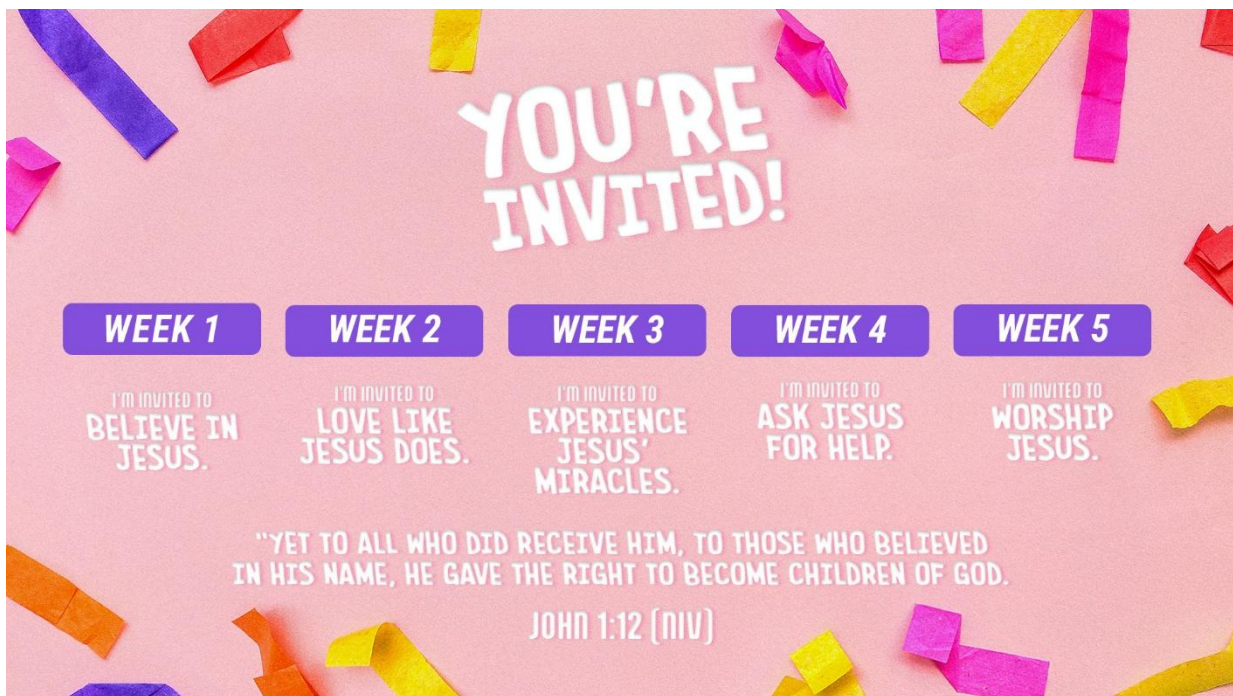 YOU'RE
INVITED!
WEEK 1
WEEK 2
WEEK 3
WEEK 4
WEEK 5
I'M INVITED TO
BELIEVE IN
JESUS.
I'M INVITED TO
LOVE LIKE
JESUS DOES.
I'M INVITED TO
EXPERIENCE
JESUS'
MIRACLES.
I'M INVITED TO
ASK JESUS
FOR HELP.
I'M INVITED TO
WORSHIP
JESUS.
"YET TO ALL WHO DID RECEIVE HIM, TO THOSE WHO BELIEVED
IN HIS NAME, HE GAVE THE RIGHT TO BECOME CHILDREN OF GOD.
JOHN 1:12 (NIV)